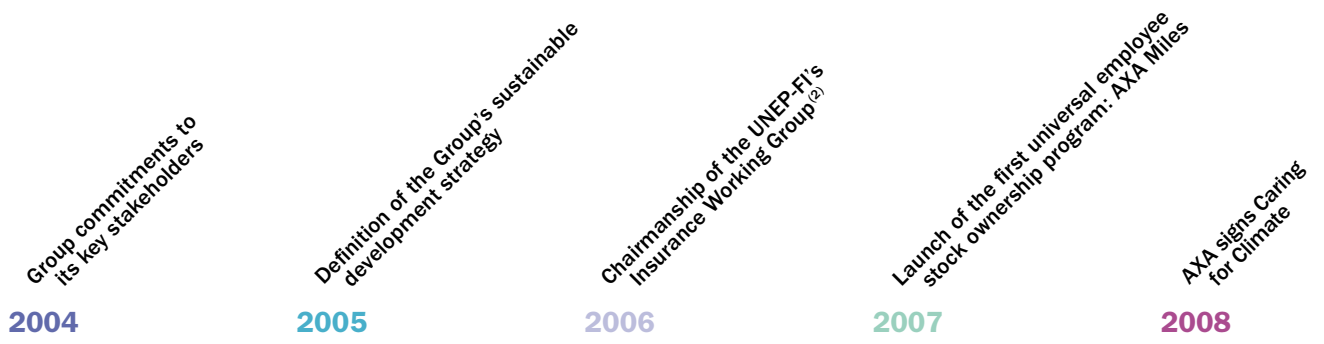 Group commitments to
its key stakeholders
2004
Definition of the Group's sustainable
development strategy
2005
Chairmanship of the UNEP-FI's
Insurance Working Group(2)
2006
Launch of the first universal employee
stock ownership program: AXA Miles
2007
AXA signs Caring
for Climate
2008